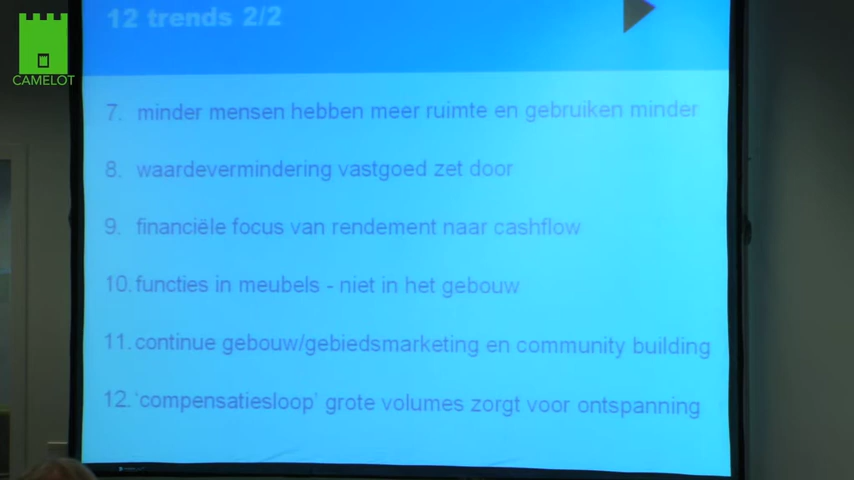 CAMELOT
12 trends 2/2
7. minder mensen hebben meer ruimte en gebruiken minder
8. waardevermindering vastgoed zet door
9. financiële focus van rendement naar cashflow
10. functies in meubels - niet in het gebouw
11. continue gebouw/gebiedsmarketing en community building
12. 'compensatiesloop' grote volumes zorgt voor ontspanning